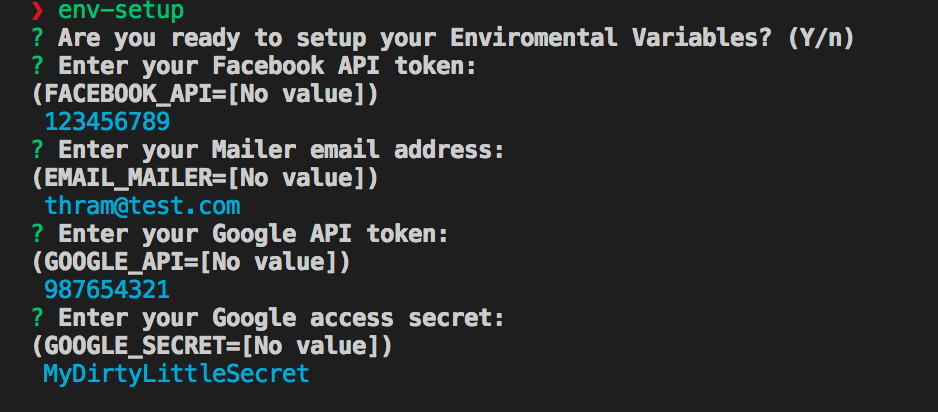 ❯ env-setup
? Are you ready to setup your Enviromental Variables? (Y/n)
? Enter your Facebook API token:
(FACEBOOK_API=[No value])
123456789
? Enter your Mailer email address:
(EMAIL_MAILER=[No value])
thram@test.com
? Enter your Google API token:
(GOOGLE_API=[No value])
987654321
? Enter your Google access secret:
(GOOGLE_SECRET=[No value])
MyDirtyLittleSecret